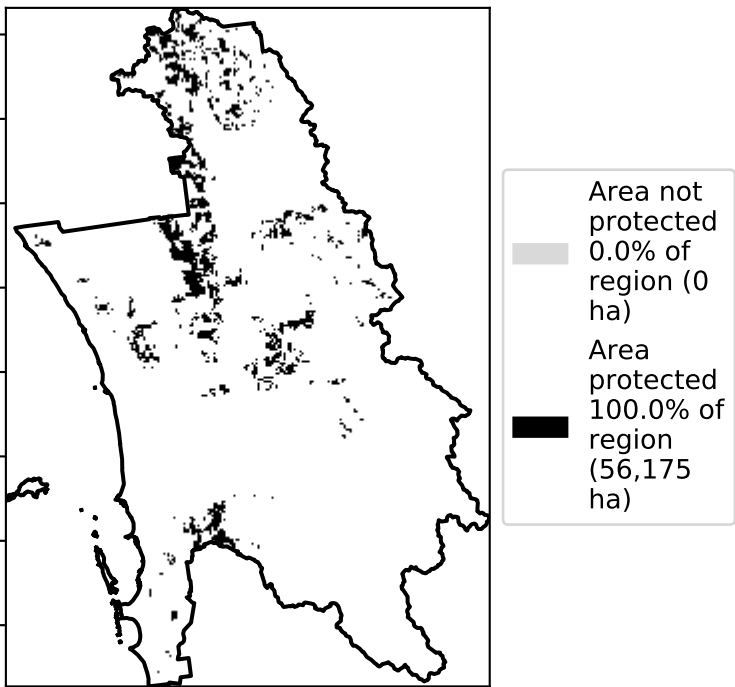 Area not
protected
0.0% of
region (0
ha)
Area
protected
100.0% of
region
(56,175
ha)